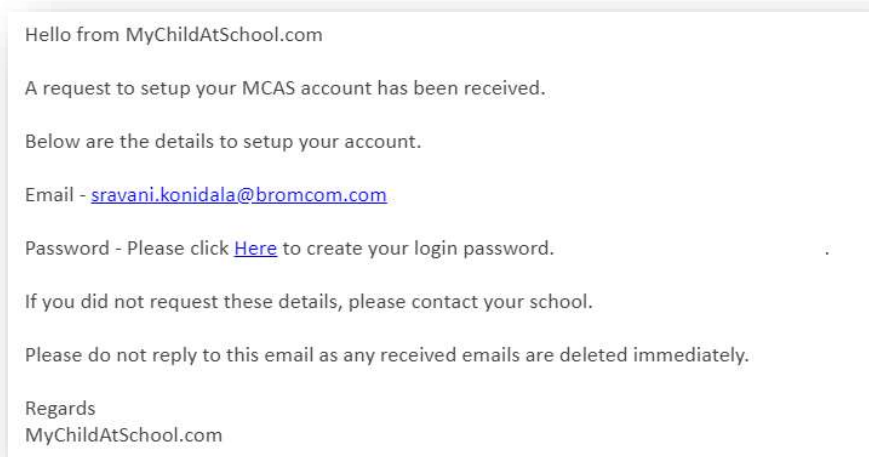 Hello from MyChildAtSchool.com
A request to setup your MCAS account has been received.
Below are the details to setup your account.
Email - sravani.konidala@bromcom.com
Password - Please click Here to create your login password. .
If you did not request these details, please contact your school.
Please do not reply to this email as any received emails are deleted immediately.
Regards
MyChildAtSchool.com